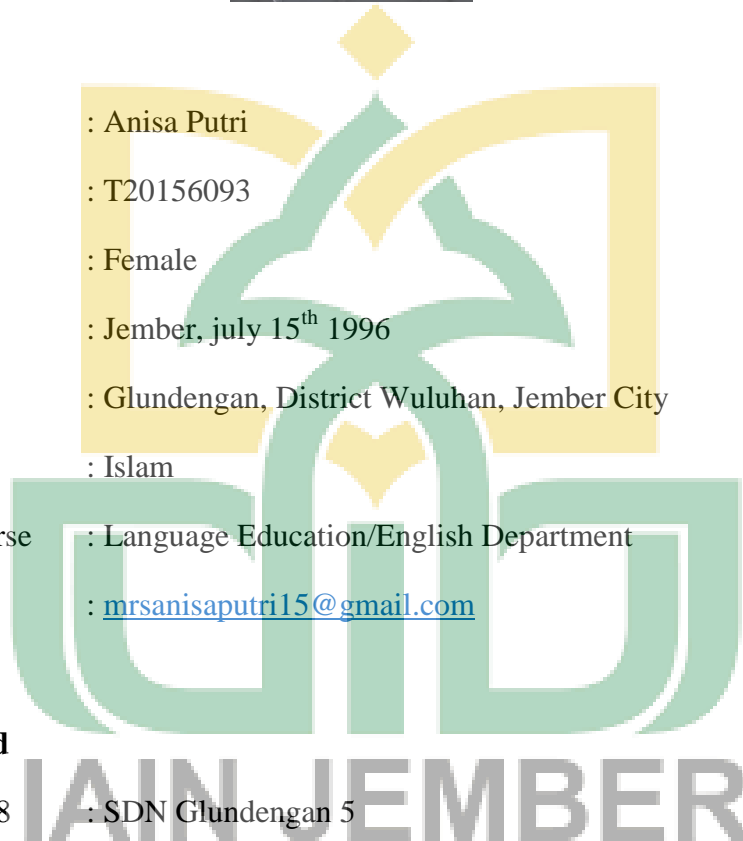 : Anisa Putri
: T20156093
: Female
: Jember, july 15th 1996
: Glundengan, District Wuluhan, Jember City
: Islam
rse : Language Education/English Department
: mrsanisaputri15@gmail.com
d
8 : SDN Glundengan 5
IAIN JEMBER